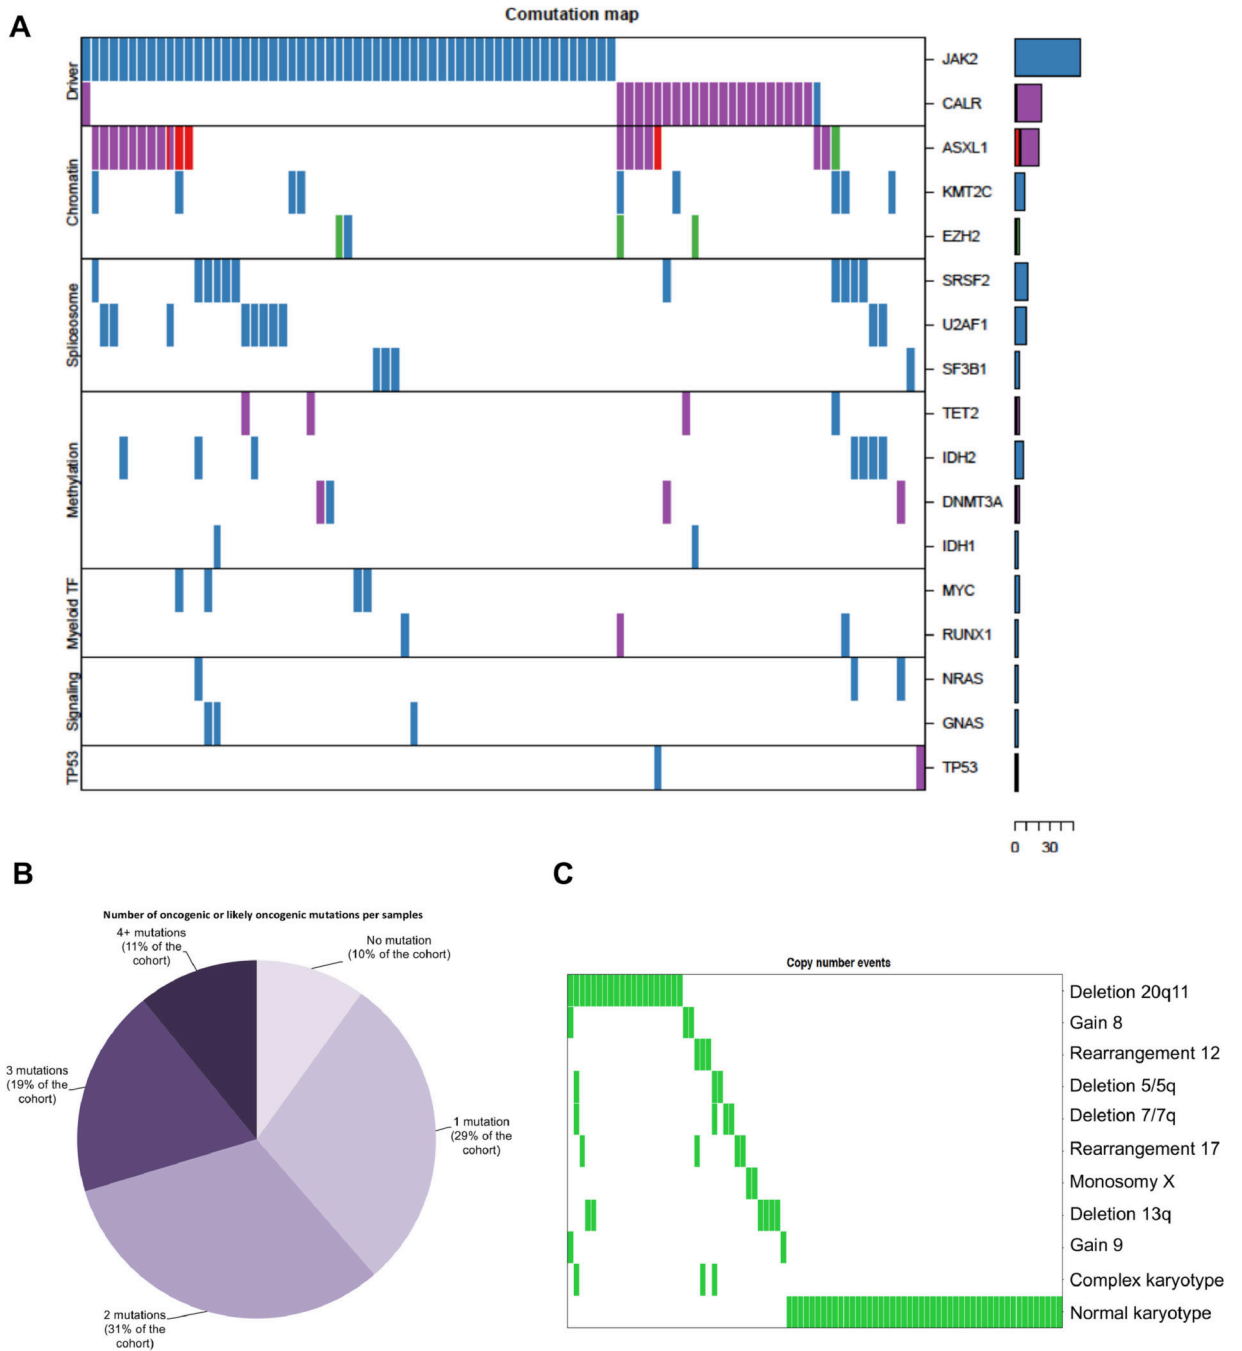 A
Comutation map
Driver
Chromatin
Spliceosome
Methylation
Myeloid TF
Signaling
TP53
JAK2
CALR
ASXL1
KMT2C
EZH2
SRSF2
U2AF1
SF3B1
TET2
IDH2
DNMT3A
IDH1
MYC
RUNX1
NRAS
GNAS
TP53
0 30
B
Number of oncogenic or likely oncogenic mutations per samples
4+ mutations
(11% of the
cohort)
No mutation
(10% of the cohort)
3 mutations
(19% of the
cohort)
1 mutation
(29% of the
cohort)
2 mutations
(31% of the
cohort)
C
Copy number events
Deletion 20q11
Gain 8
Rearrangement 12
Deletion 5/5q
Deletion 7/7q
Rearrangement 17
Monosomy X
Deletion 13q
Gain 9
Complex karyotype
Normal karyotype